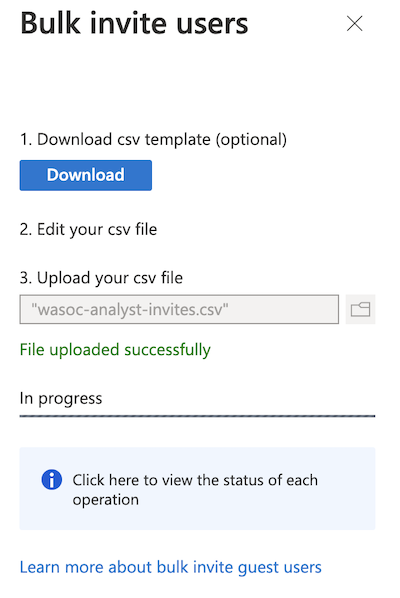 Bulk invite users
1. Download csv template (optional)
Download
2. Edit your csv file
3. Upload your csv file
"wasoc-analyst-invites.csv"
File uploaded successfully
In progress
Click here to view the status of each
operation
Learn more about bulk invite guest users